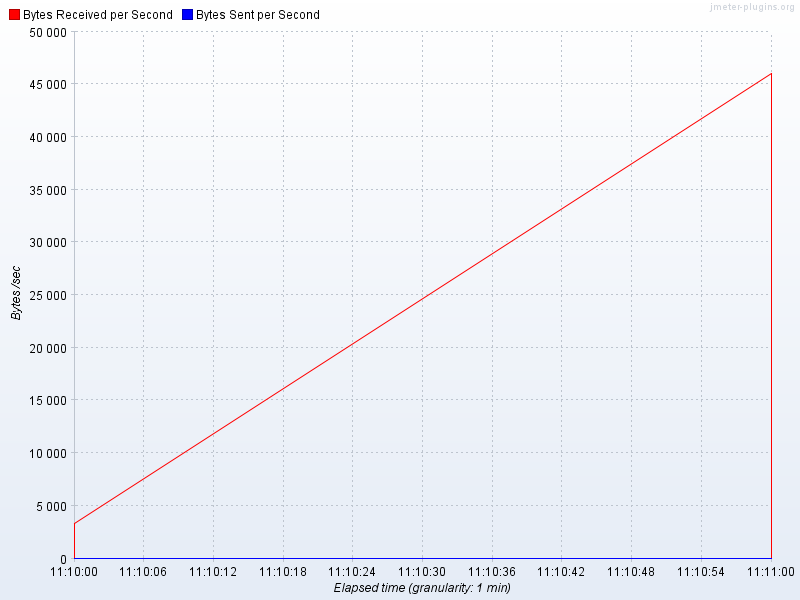 jmeter-plugins.org
Bytes Received per Second Bytes Sent per Second
50 000
45 000
40 000
35 000
30 000
25 000
20 000
15 000
10 000
5 000
0
Bytes /sec
11:10:00 11:10:06 11:10:12 11:10:18 11:10:24 11:10:30 11:10:36 11:10:42 11:10:48 11:10:54 11:11:00
Elapsed time (granularity: 1 min)